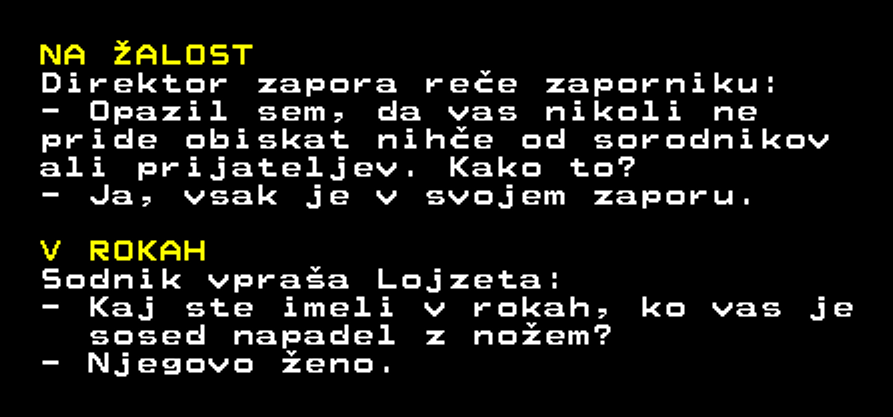 NA ŽALOST
Direktor zapora reče zaporniku:
- Opazil sem, da vas nikoli ne
pride obiskat nihče od sorodnikov
ali prijateljev. Kako to?
- Ja, vsak je v svojem zaporu.
V ROKAH
Sodnik vpraša Lojzeta:
- Kaj ste imeli v rokah, ko vas je
sosed napadel z nožem?
- Njegovo ženo.